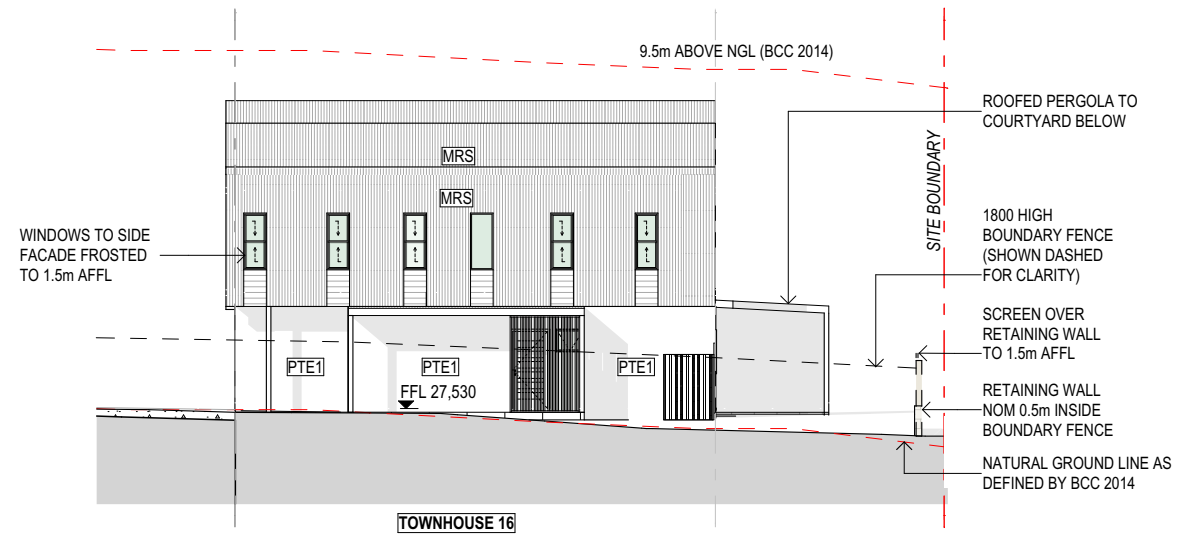 9.5m ABOVE NGL (BCC 2014)
ROOFED PERGOLA TO
COURTYARD BELOW
SITE BOUNDARY
MRS
MRS
WINDOWS TO SIDE
FACADE FROSTED
TO 1.5m AFFL
1800 HIGH
BOUNDARY FENCE
(SHOWN DASHED
FOR CLARITY)
SCREEN OVER
RETAINING WALL
TO 1.5m AFFL
PTE1
PTE1
PTE1
FFL 27,530
RETAINING WALL
NOM 0.5m INSIDE
BOUNDARY FENCE
NATURAL GROUND LINE AS
DEFINED BY BCC 2014
TOWNHOUSE 16